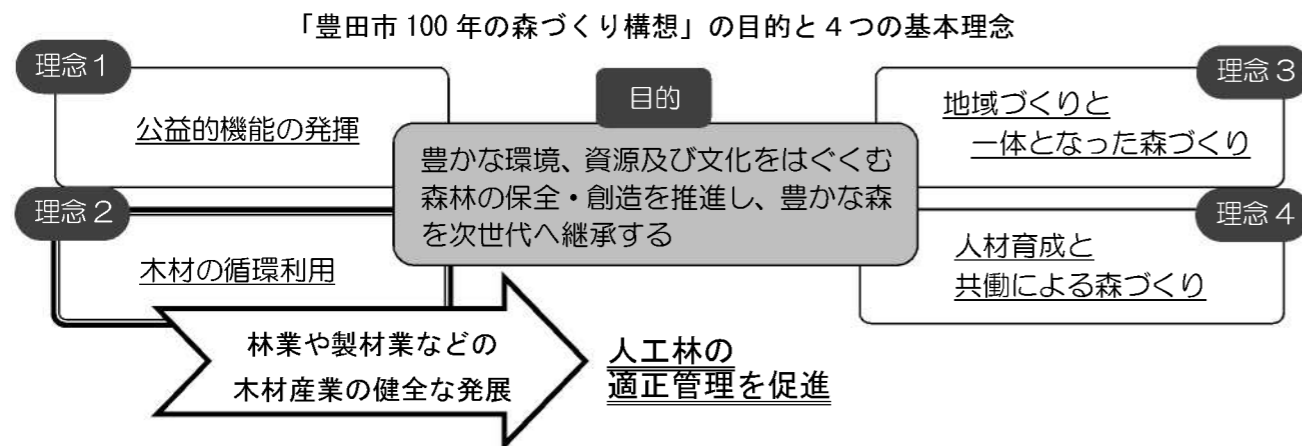 「豊田市 100 年の森づくり構想」の目的と４つの基本理念
理念１
公益的機能の発揮
理念２
木材の循環利用
目的
豊かな環境、資源及び文化をはぐくむ
森林の保全・創造を推進し、豊かな森
を次世代へ継承する
理念３
地域づくりと
一体となった森づくり
理念４
人材育成と
共働による森づくり
林業や製材業などの
木材産業の健全な発展
人工林の
適正管理を促進